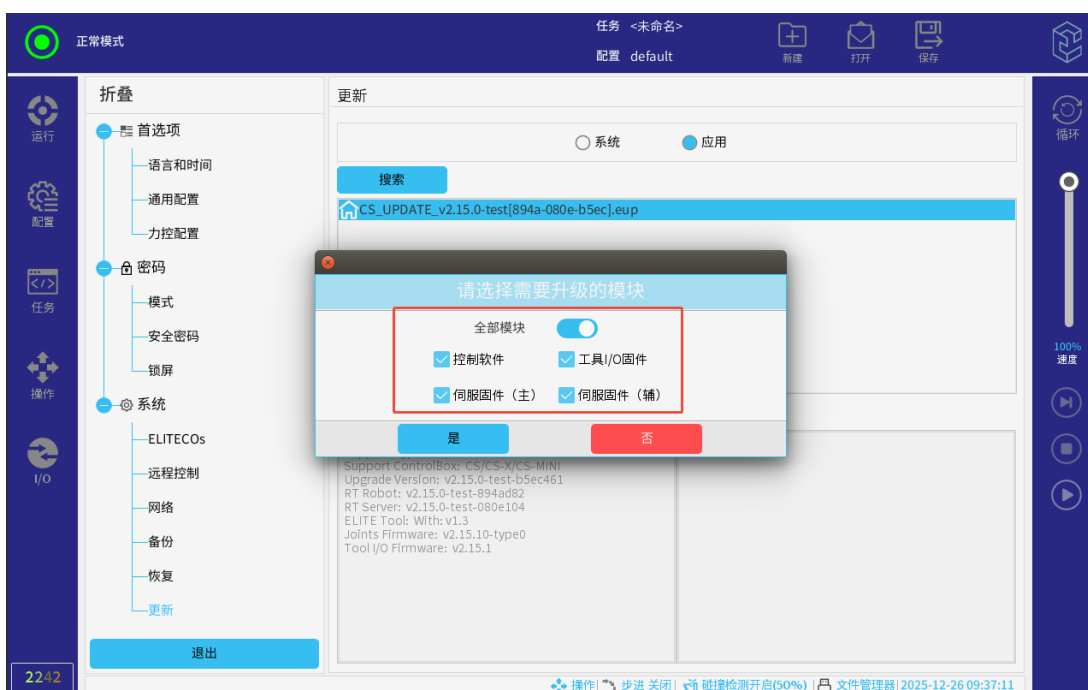 正常模式
任务 <未命名>
配置 default
新建
打开
保存
运行
配置
任务
操作
I/O
2242
折叠
首选项
语言和时间
通用配置
力控配置
密码
模式
安全密码
锁屏
系统
ELITECOs
远程控制
网络
备份
恢复
更新
退出
更新
系统
应用
搜索
CS_UPDATE_v2.15.0-test[894a-080e-b5ec].eup
请选择需要升级的模块
全部模块
控制软件
工具I/O固件
伺服固件（主）
伺服固件（辅）
是
否
Support ControlBox: CS/CS-X/CS-MINI
Upgrade Version: v2.15.0-test-b5ec461
RT Robot: v2.15.0-test-894ad82
RT Server: v2.15.0-test-080e104
ELITE Tool: With:v1.3
Joints Firmware: v2.15.10-type0
Tool I/O Firmware: v2.15.1
循环
100%
速度
操作| 步进 关闭| 碰撞检测开启(50%) | 文件管理器| 2025-12-26 09:37:11